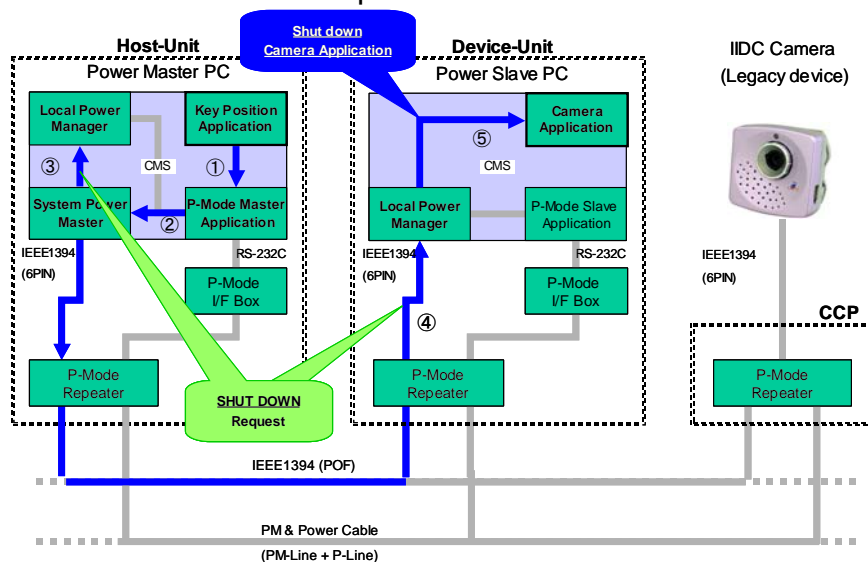 Shut down
Camera Application
Host-Unit
Power Master PC
Local Power
Manager
Key Position
Application
③
CMS
①
System Power
Master
②
P-Mode Master
Application
IEEE1394
(6PIN)
RS-232C
P-Mode
I/F Box
P-Mode
Repeater
Device-Unit
Power Slave PC
Camera
Application
⑤
CMS
Local Power
Manager
P-Mode Slave
Application
IEEE1394
(6PIN)
RS-232C
P-Mode
I/F Box
④
P-Mode
Repeater
SHUT DOWN
Request
IIDC Camera
(Legacy device)
IEEE1394
(6PIN)
CCP
P-Mode
Repeater
IEEE1394 (POF)
PM & Power Cable
(PM-Line + P-Line)